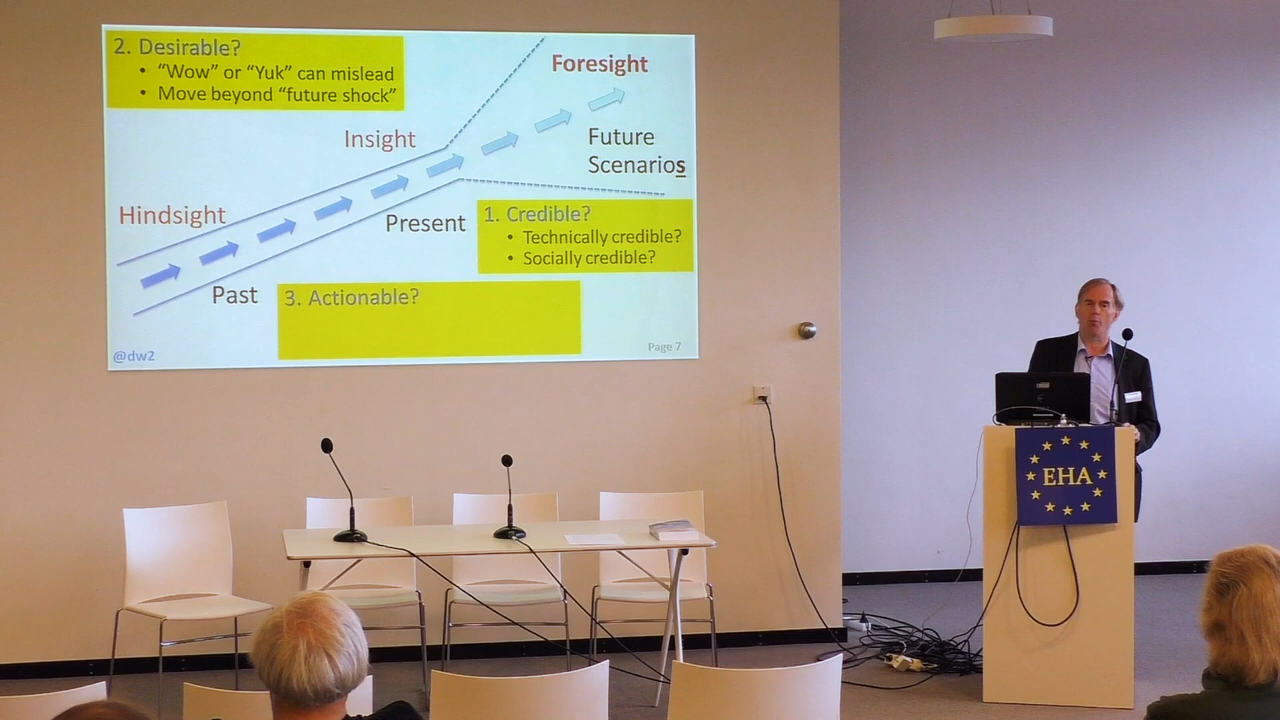 2. Desirable?
• “Wow” or “Yuk” can mislead
• Move beyond “future shock”
Foresight
Insight
Future
Scenarios
Hindsight
Present
1. Credible?
• Technically credible?
• Socially credible?
Past
3. Actionable?
@dw2
Page 7
EHA